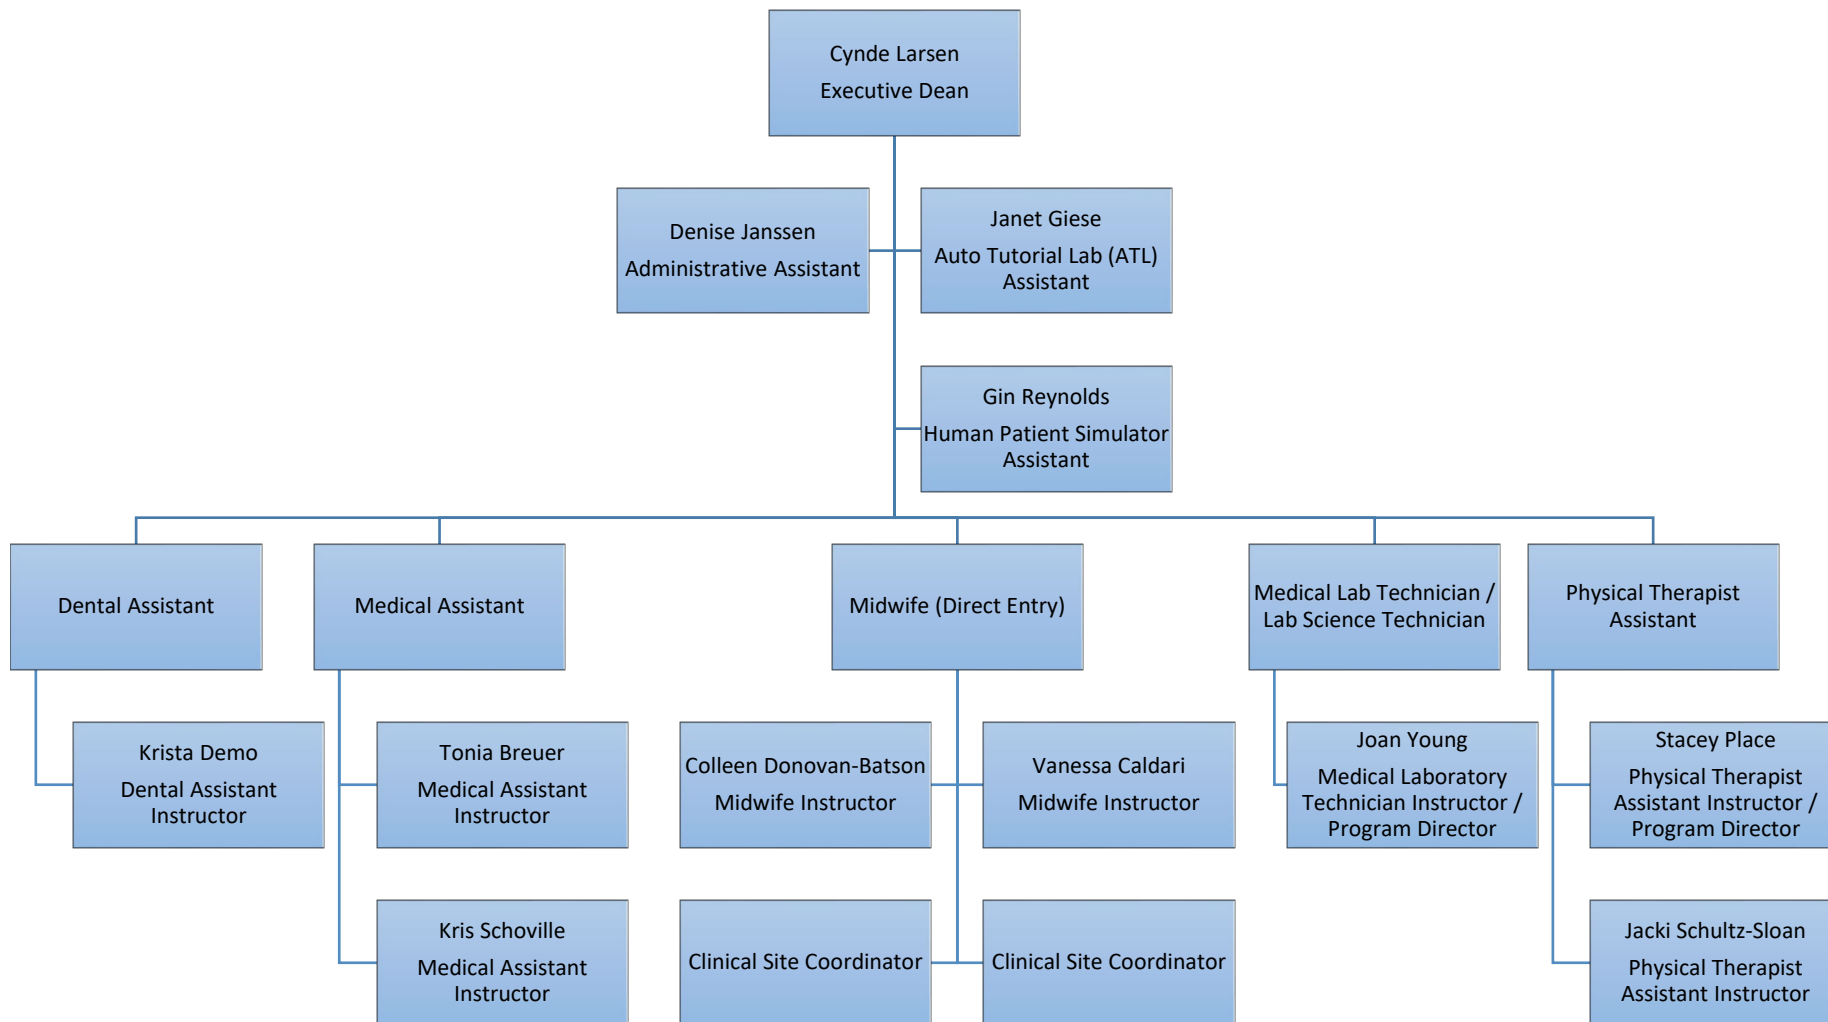 Cynde Larsen
Executive Dean
Denise Janssen
Administrative Assistant
Janet Giese
Auto Tutorial Lab (ATL)
Assistant
Gin Reynolds
Human Patient Simulator
Assistant
Dental Assistant
Medical Assistant
Midwife (Direct Entry)
Medical Lab Technician /
Lab Science Technician
Physical Therapist
Assistant
Krista Demo
Dental Assistant
Instructor
Tonia Breuer
Medical Assistant
Instructor
Colleen Donovan-Batson
Midwife Instructor
Vanessa Caldari
Midwife Instructor
Joan Young
Medical Laboratory
Technician Instructor /
Program Director
Stacey Place
Physical Therapist
Assistant Instructor /
Program Director
Kris Schoville
Medical Assistant
Instructor
Clinical Site Coordinator
Clinical Site Coordinator
Jacki Schultz-Sloan
Physical Therapist
Assistant Instructor